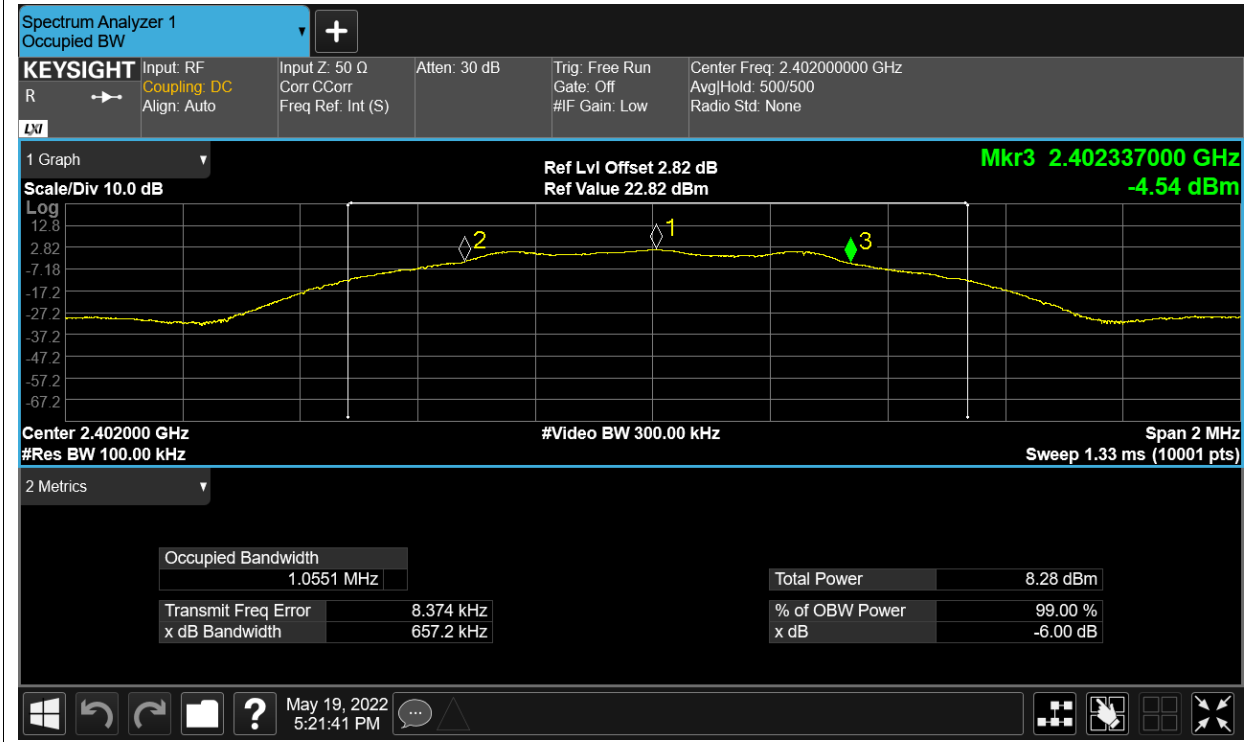 Spectrum Analyzer 1
Occupied BW
KEYSIGHT
R
LXI
Input: RF
Coupling: DC
Align: Auto
Input Z: 50 Ω
Corr CCorr
Freq Ref: Int (S)
Atten: 30 dB
Trig: Free Run
Gate: Off
#IF Gain: Low
Center Freq: 2.402000000 GHz
Avg|Hold: 500/500
Radio Std: None
1 Graph
Scale/Div 10.0 dB
Ref Lvl Offset 2.82 dB
Ref Value 22.82 dBm
Mkr3 2.402337000 GHz
-4.54 dBm
Log
12.8
2.82
-7.18
-17.2
-27.2
-37.2
-47.2
-57.2
-67.2
2
1
3
Center 2.402000 GHz
#Video BW 300.00 kHz
Span 2 MHz
#Res BW 100.00 kHz
Sweep 1.33 ms (10001 pts)
2 Metrics
Occupied Bandwidth
1.0551 MHz
Total Power 8.28 dBm
Transmit Freq Error 8.374 kHz
% of OBW Power 99.00 %
x dB Bandwidth 657.2 kHz
x dB -6.00 dB
?
May 19, 2022
5:21:41 PM